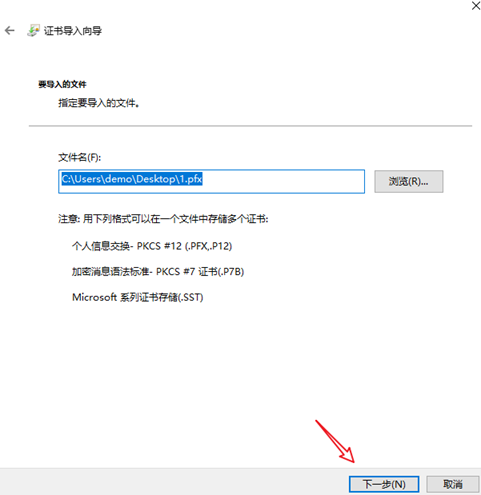 证书导入向导
要导入的文件
指定要导入的文件。
文件名(F):
C:\Users\demo\Desktop\1.pfx
浏览(R)...
注意: 用下列格式可以在一个文件中存储多个证书:
个人信息交换- PKCS #12 (.PFX,.P12)
加密消息语法标准- PKCS #7 证书(.P7B)
Microsoft 系列证书存储(.SST)
下一步(N)
取消